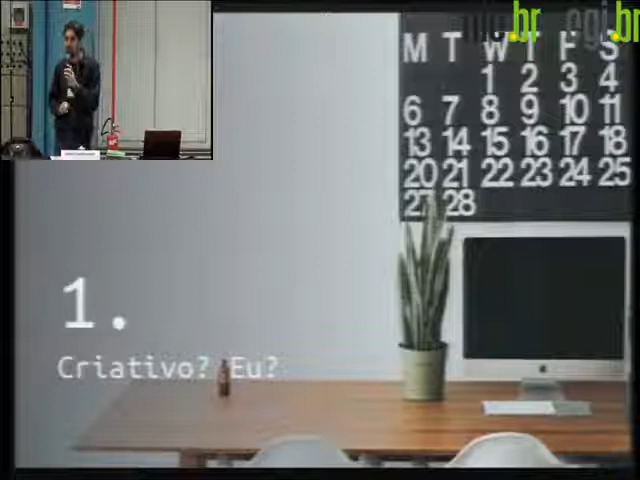 nic.br cgi.br
M T W T F S
1 2 3 4
6 7 8 9 10 11
13 14 15 16 17 18
20 21 22 23 24 25
27 28
1.
Criativo? Eu?